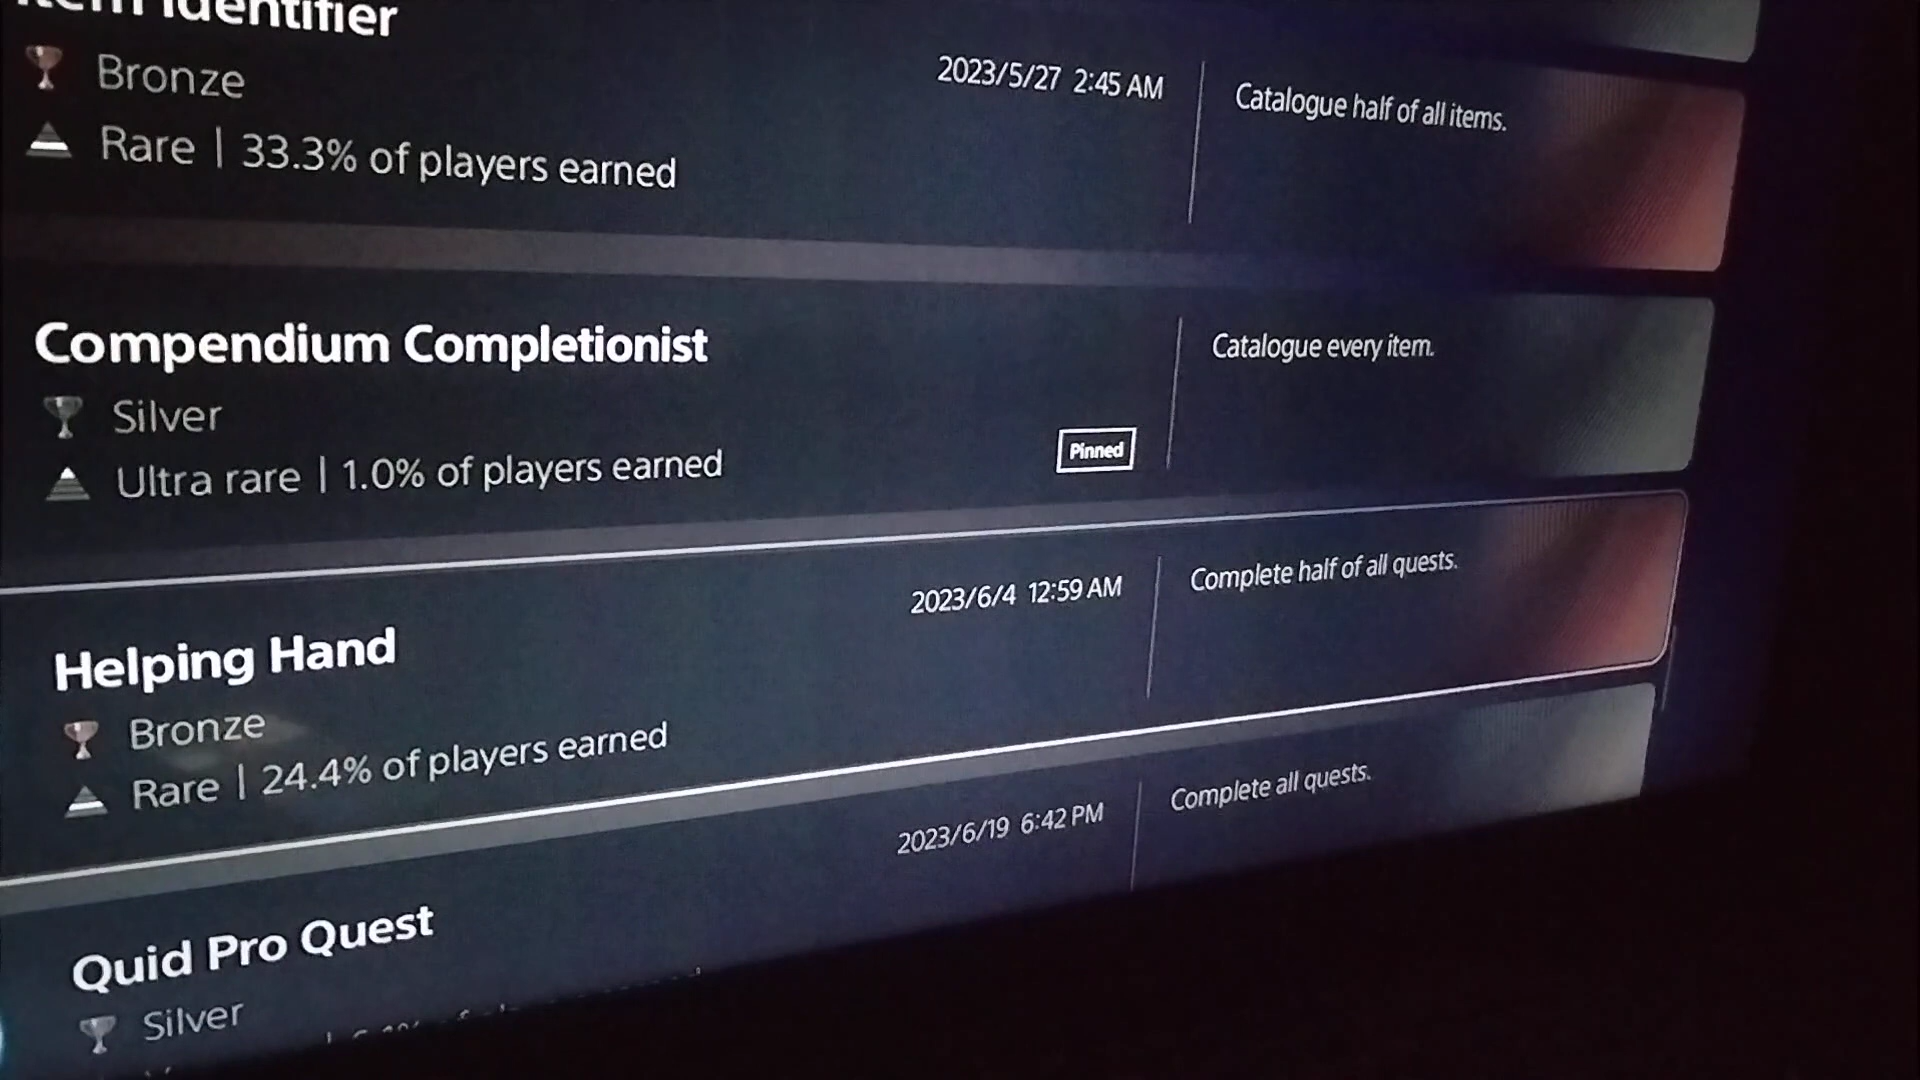 Item Identifier
Bronze
Rare | 33.3% of players earned
2023/5/27 2:45 AM
Catalogue half of all items.
Compendium Completionist
Silver
Ultra rare | 1.0% of players earned
Pinned
Catalogue every item.
Helping Hand
Bronze
Rare | 24.4% of players earned
2023/6/4 12:59 AM
Complete half of all quests.
Quid Pro Quest
Silver
2023/6/19 6:42 PM
Complete all quests.